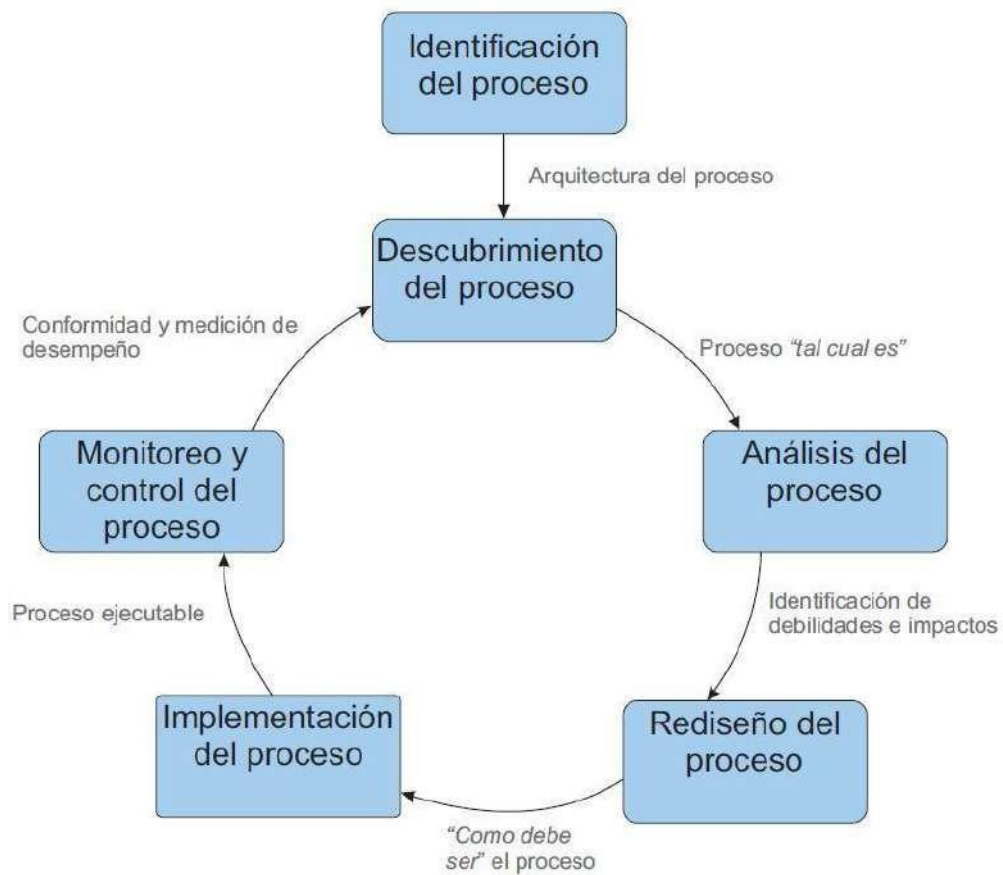 Identificación
del proceso
Arquitectura del proceso
Descubrimiento
del proceso
Conformidad y medición de
desempeño
Proceso “tal cual es”
Monitoreo y
control del
proceso
Análisis del
proceso
Proceso ejecutable
Identificación de
debilidades e impactos
Implementación
del proceso
Rediseño del
proceso
“Como debe
ser” el proceso